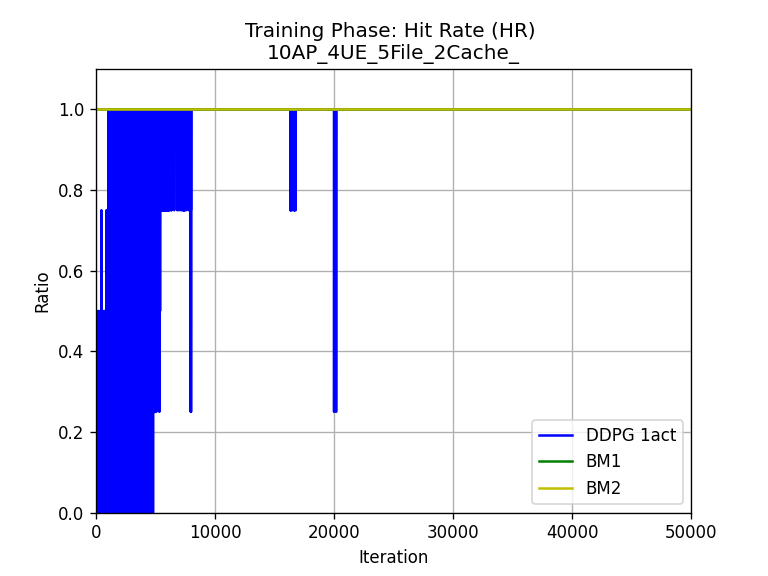 Training Phase: Hit Rate (HR)
10AP_4UE_5File_2Cache_
1.0
0.8
0.6
0.4
0.2
0.0
Ratio
0 10000 20000 30000 40000 50000
Iteration
DDPG 1act
BM1
BM2